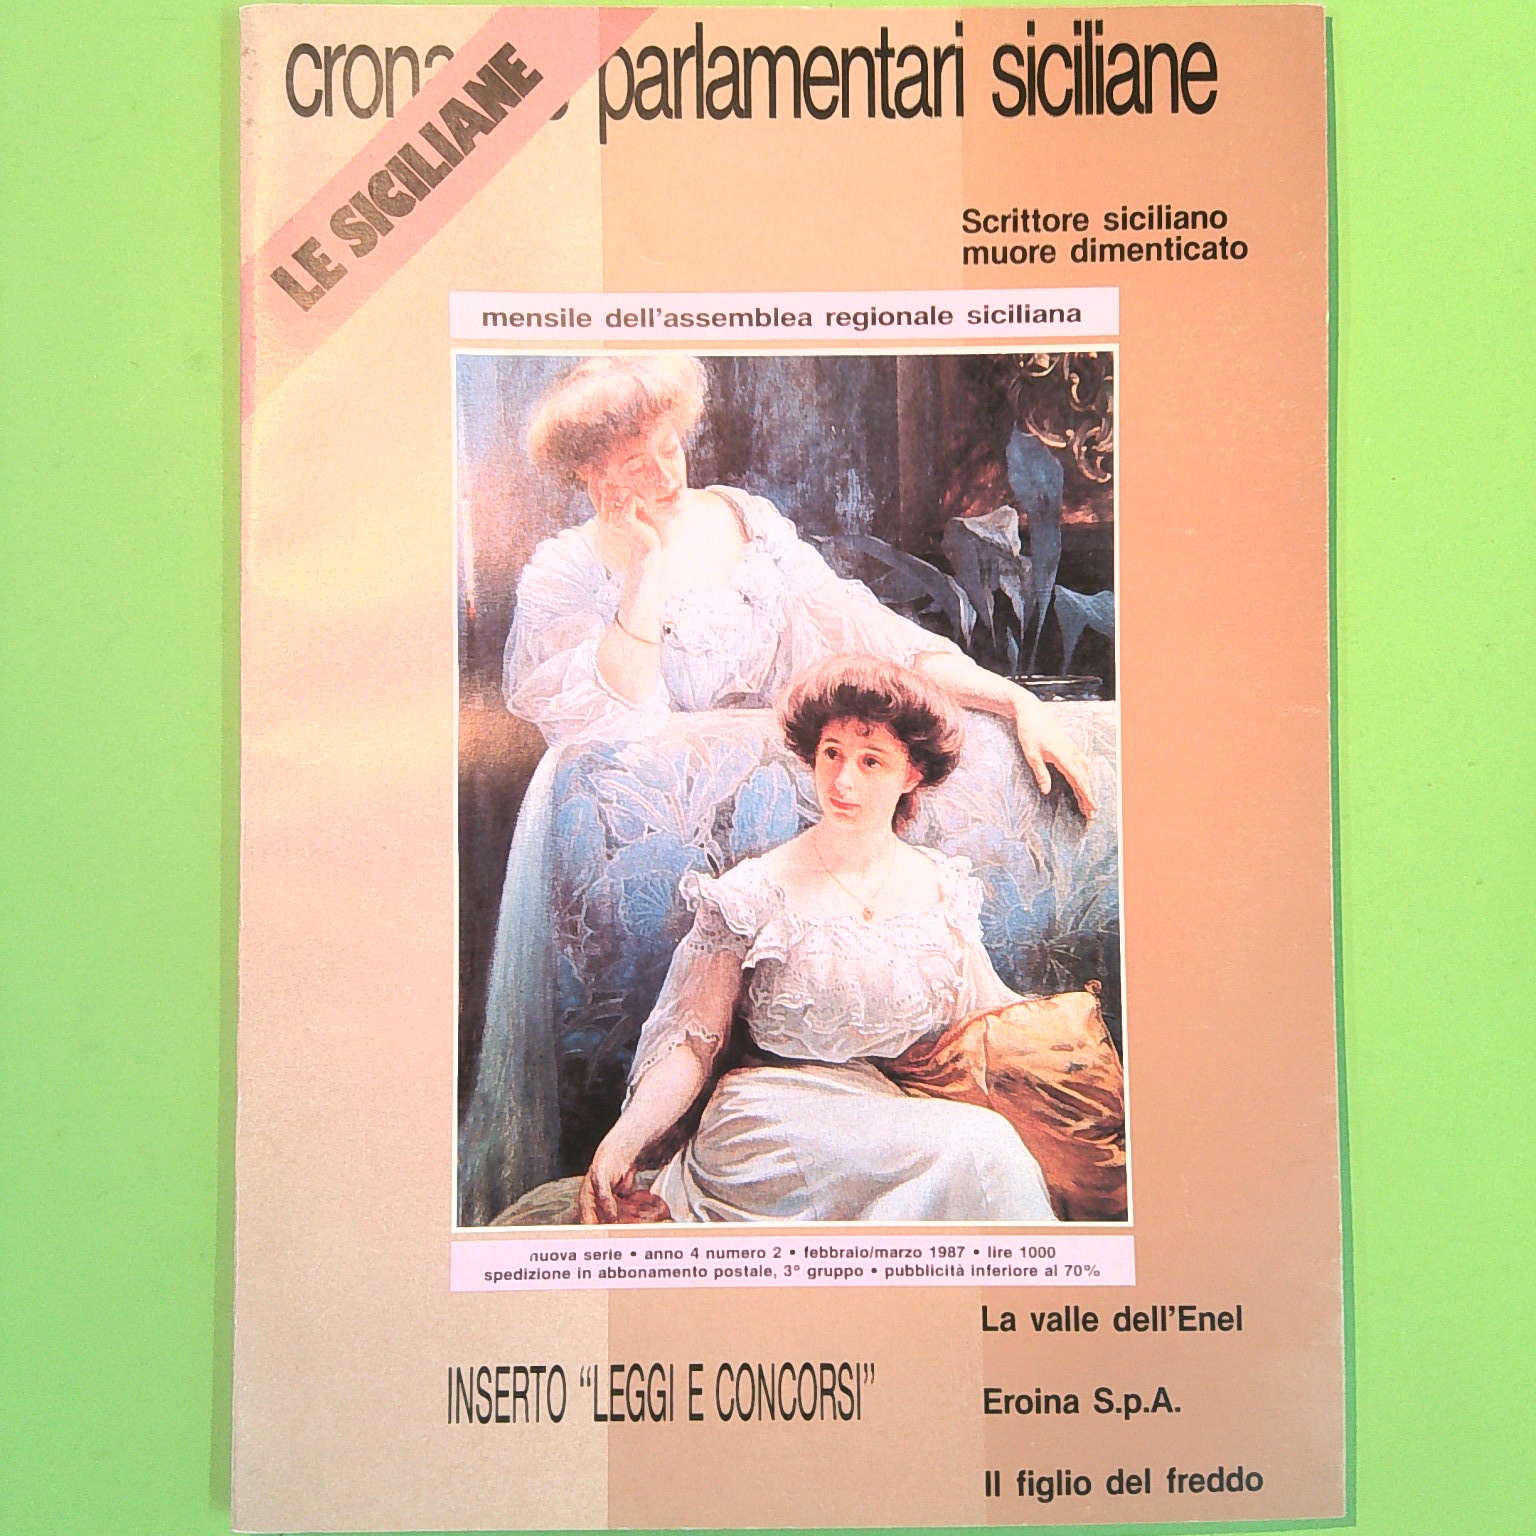 crona e parlamentari siciliane
LE SICILIANE
Scrittore siciliano
muore dimenticato
mensile dell'assemblea regionale siciliana
nuova serie • anno 4 numero 2 • febbraio/marzo 1987 • lire 1000
spedizione in abbonamento postale, 3° gruppo • pubblicità inferiore al 70%
La valle dell'Enel
INSERTO “LEGGI E CONCORSI”
Eroina S.p.A.
Il figlio del freddo